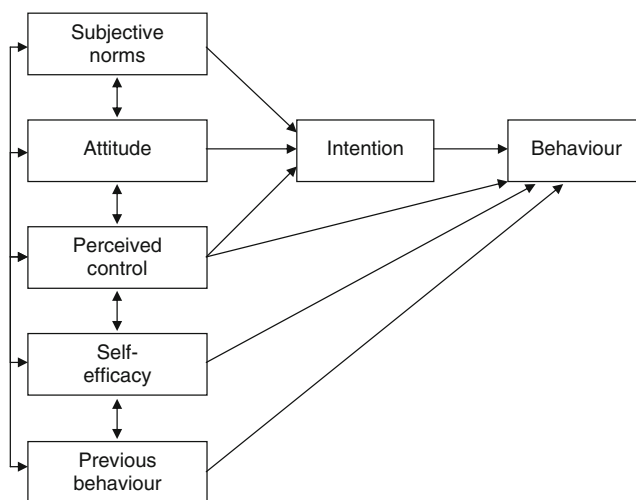 Subjective
norms
Attitude
Intention
Behaviour
Perceived
control
Self-
efficacy
Previous
behaviour